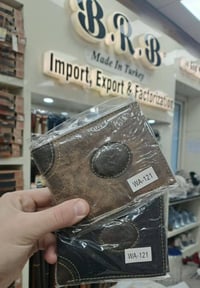 B.R.B
Made In Turkey
Import, Export & Factorization
WA-121
WA-121